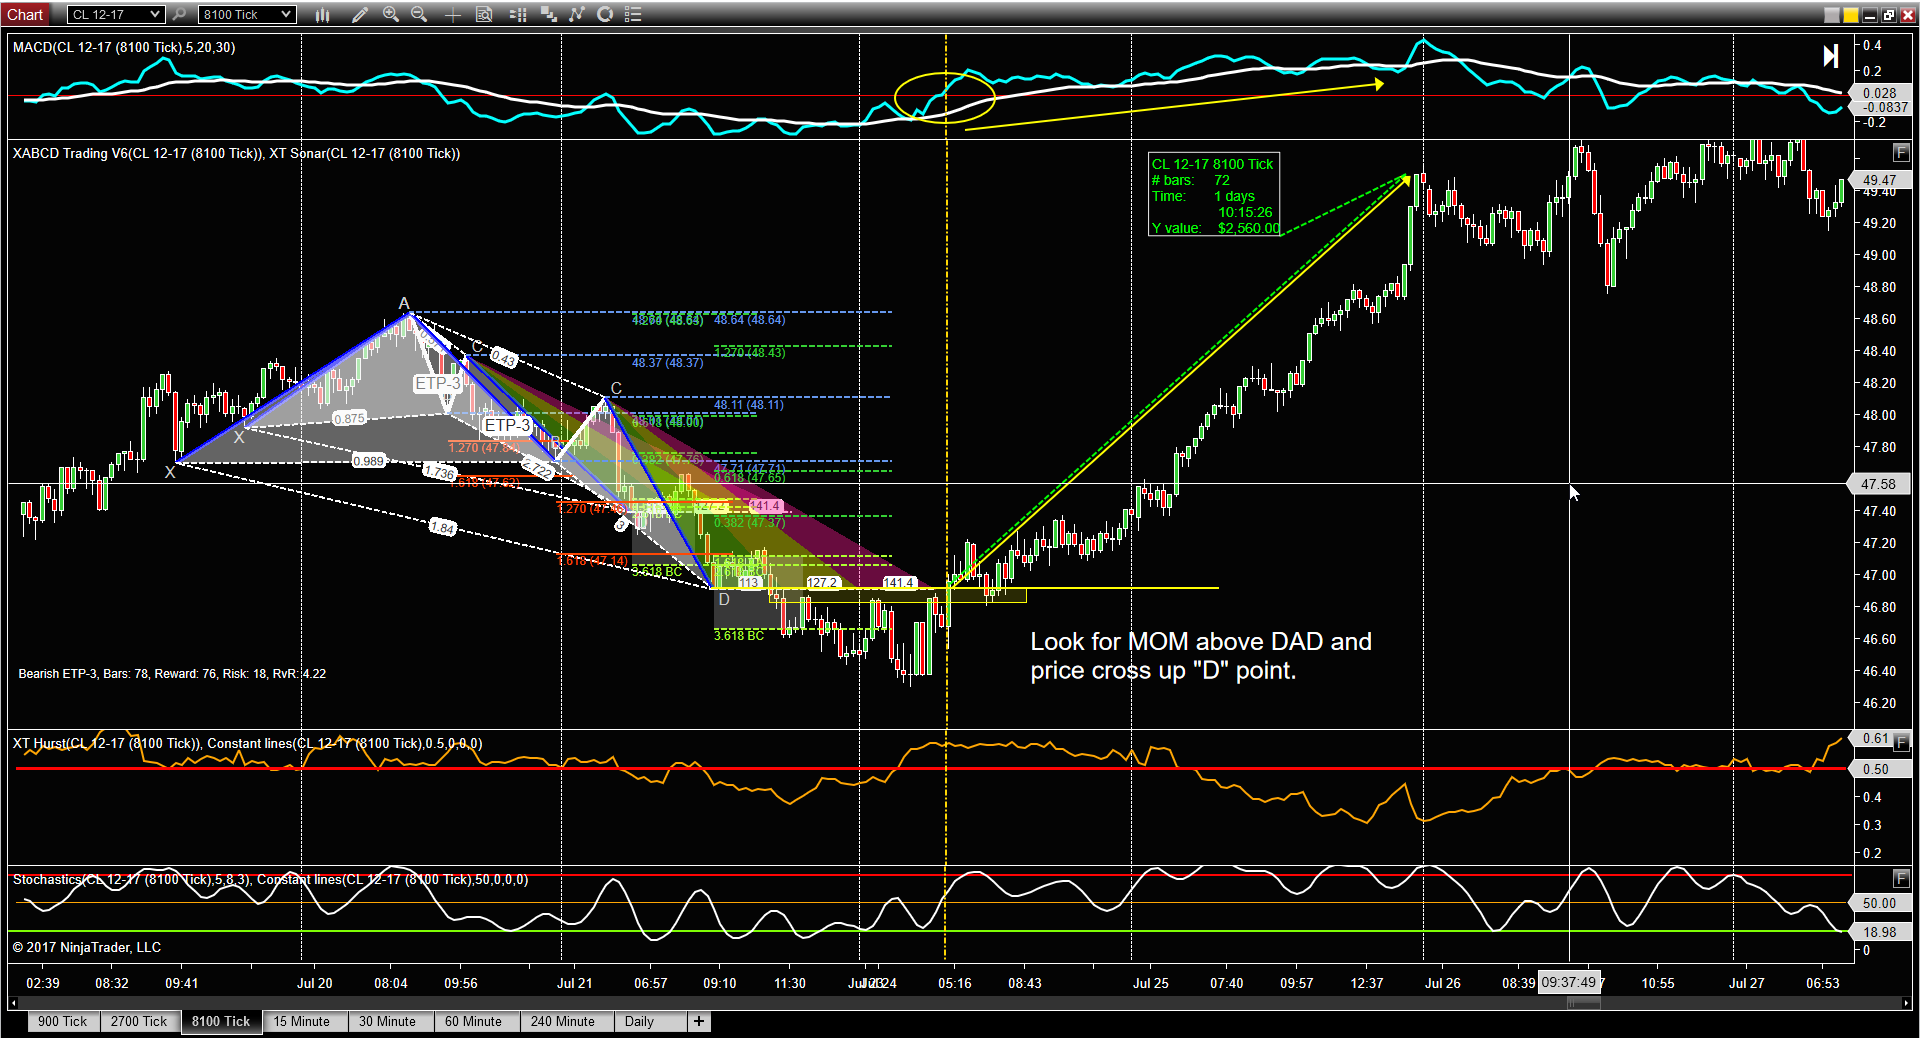 Chart
CL 12-17
8100 Tick
MACD(CL 12-17 (8100 Tick),5,20,30)
0.4
0.2
0.028
-0.0837
-0.2
XABCD Trading V6(CL 12-17 (8100 Tick)), XT Sonar(CL 12-17 (8100 Tick))
F
CL 12-17 8100 Tick
# bars: 72
Time: 1 days
10:15:26
Y value: $2,560.00
49.47
49.40
49.20
49.00
48.80
48.60
48.40
48.20
48.00
47.80
47.58
47.40
47.20
47.00
46.80
46.60
46.40
46.20
A
48.64 (48.64)
1.270 (48.43)
C
0.43
48.37 (48.37)
ETP-3
C
48.11 (48.11)
0.875
ETP-3
X
B
X
0.989
1.736
2.722
47.71 (47.71)
0.618 (47.65)
141.4
0.382 (47.37)
1.84
3
1.618 (47.14)
3.618 BC
113
127.2
141.4
D
3.618 BC
Look for MOM above DAD and
price cross up "D" point.
Bearish ETP-3, Bars: 78, Reward: 76, Risk: 18, RvR: 4.22
XT Hurst(CL 12-17 (8100 Tick)), Constant lines(CL 12-17 (8100 Tick),0.5,0,0,0)
0.61
F
0.50
0.4
0.3
0.2
Stochastics(CL 12-17 (8100 Tick),5,8,3), Constant lines(CL 12-17 (8100 Tick),50,0,0,0)
F
50.00
18.98
0
© 2017 NinjaTrader, LLC
02:39 08:32 09:41 Jul 20 08:04 09:56 Jul 21 06:57 09:10 11:30 05:16 08:43 Jul 25 07:40 09:57 12:37 Jul 26 08:39 09:37:49 10:55 Jul 27 06:53
900 Tick 2700 Tick 8100 Tick 15 Minute 30 Minute 60 Minute 240 Minute Daily +